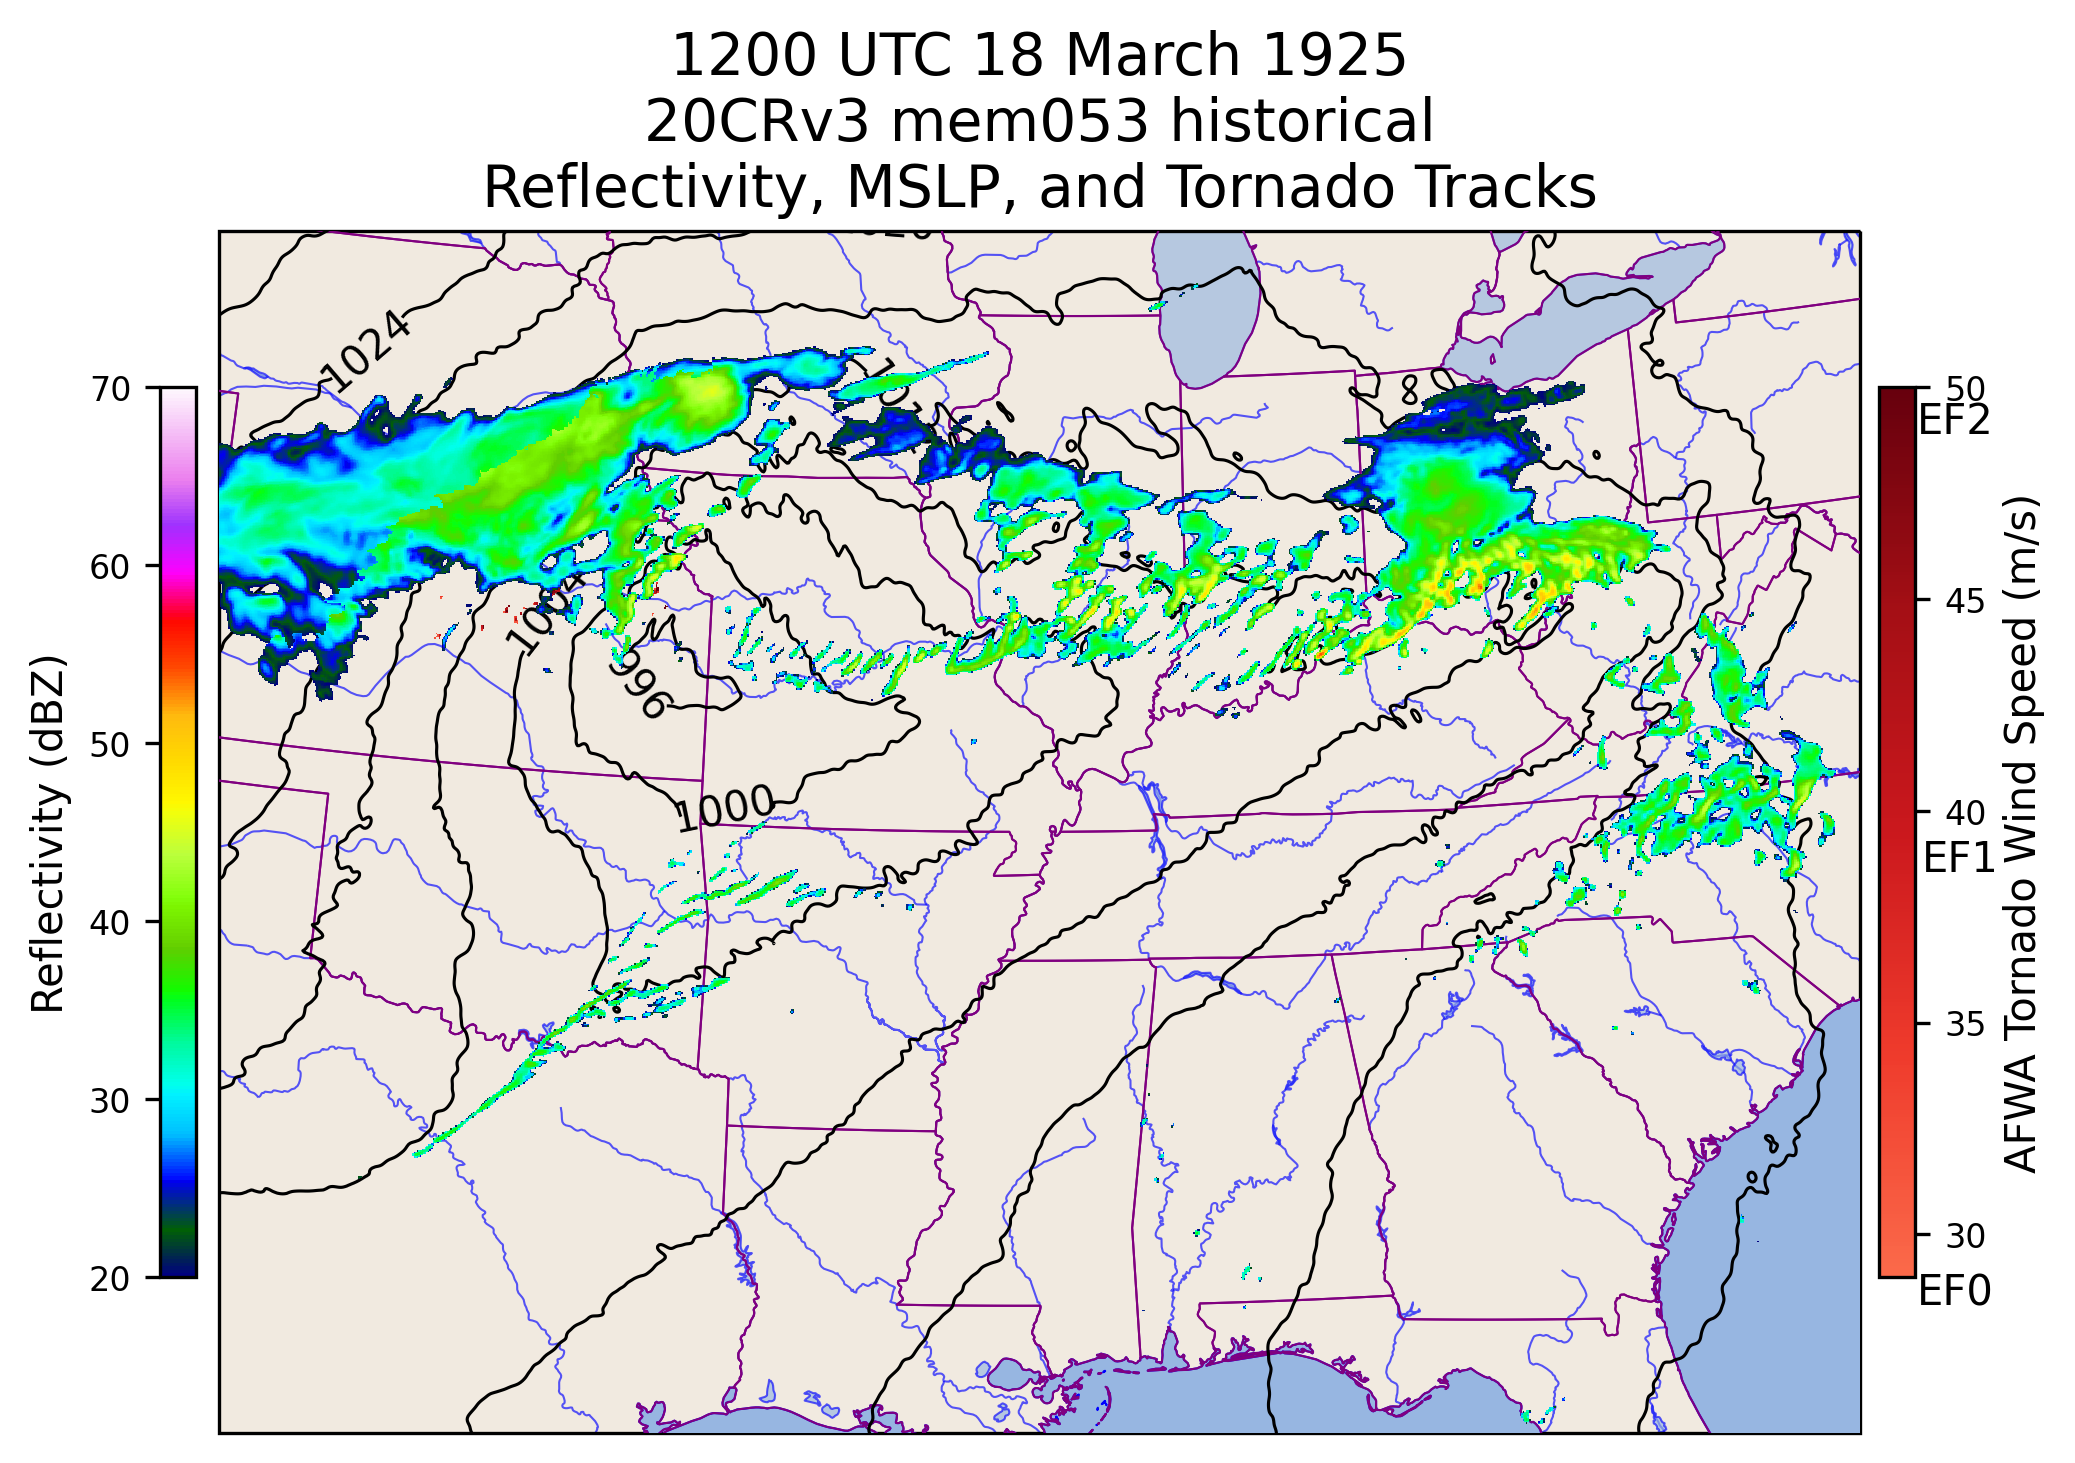 1200 UTC 18 March 1925
20CRv3 mem053 historical
Reflectivity, MSLP, and Tornado Tracks
1024
8
1000
996
70
60
50
40
30
20
Reflectivity (dBZ)
50
EF2
45
40
EF1
35
30
EF0
AFWA Tornado Wind Speed (m/s)